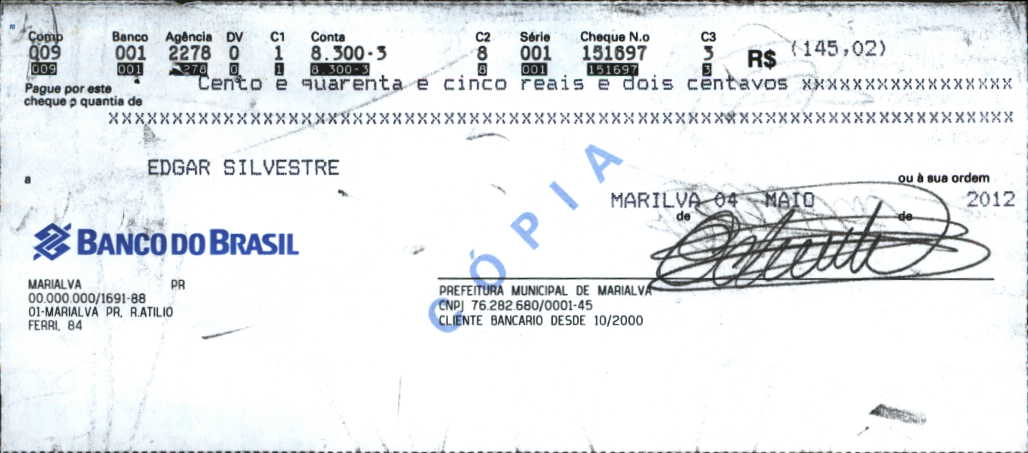 Comp Banco Agência DV C1 Conta C2 Série Cheque N.o C3
009 001 2278 0 1 8.300-3 8 001 151697 3 R$ (145,02)
009 001 2278 0 1 8.300-3 8 001 151697 3
Pague por este
cheque a quantia de
Cento e quarenta e cinco reais e dois centavos xxxxxxxxxxxxxxxxxx
XXXXXXXXXXXXXXXXXXXXXXXXXXXXXXXXXXXXXXXXXXXXXXXXXXXXXXXXXXXXXXXXXXXXXXXXXX
EDGAR SILVESTRE
a ou à sua ordem
MARILVA 04 MAIO 2012
de de
CÓPIA
BANCO DO BRASIL
MARIALVA PR
00.000.000/1691-88
01-MARIALVA PR, R.ATILIO
FERRI, 84
PREFEITURA MUNICIPAL DE MARIALVA
CNPJ 76.282.680/0001-45
CLIENTE BANCARIO DESDE 10/2000